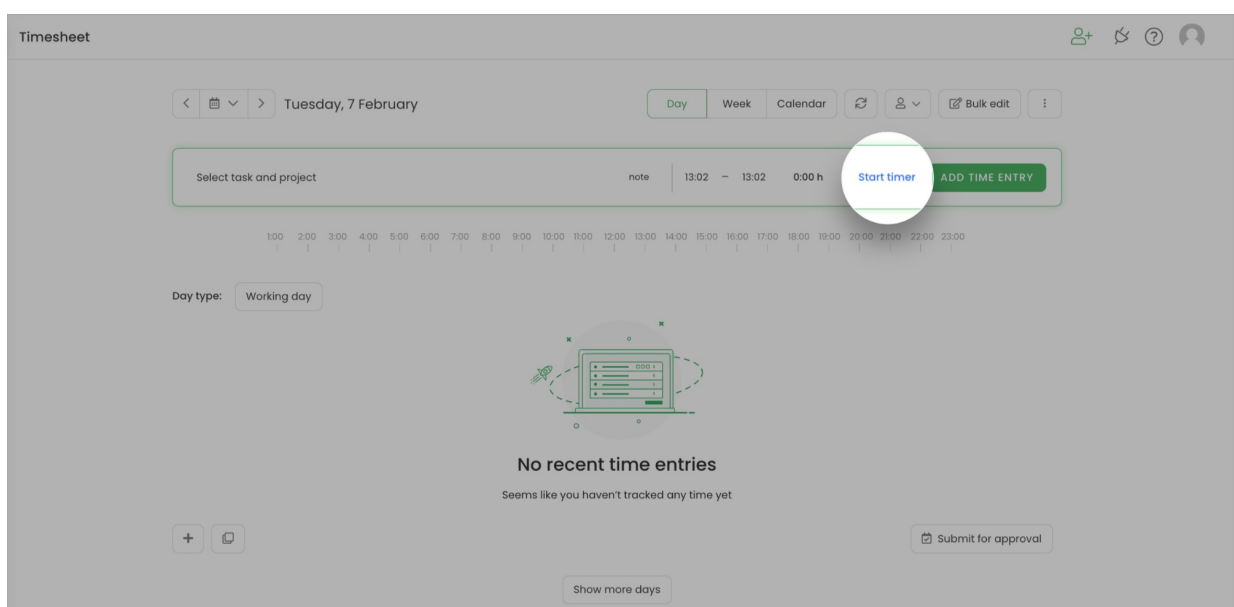 Timesheet
Tuesday, 7 February
Day Week Calendar Bulk edit
Select task and project note 13:02 – 13:02 0:00 h Start timer ADD TIME ENTRY
1:00 2:00 3:00 4:00 5:00 6:00 7:00 8:00 9:00 10:00 11:00 12:00 13:00 14:00 15:00 16:00 17:00 18:00 19:00 20:00 21:00 22:00 23:00
Day type: Working day
No recent time entries
Seems like you haven't tracked any time yet
Submit for approval
Show more days